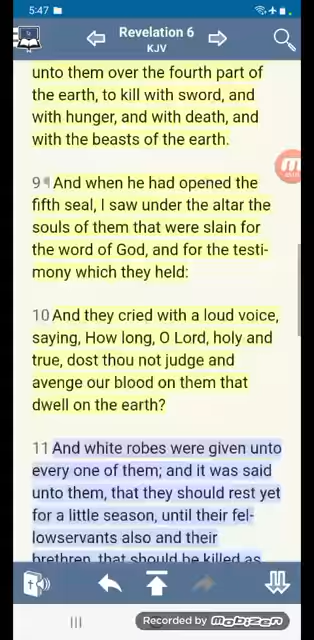 5:47
Revelation 6
KJV
unto them over the fourth part of
the earth, to kill with sword, and
with hunger, and with death, and
with the beasts of the earth.
9 ¶ And when he had opened the
fifth seal, I saw under the altar the
souls of them that were slain for
the word of God, and for the testi-
mony which they held:
10 And they cried with a loud voice,
saying, How long, O Lord, holy and
true, dost thou not judge and
avenge our blood on them that
dwell on the earth?
11 And white robes were given unto
every one of them; and it was said
unto them, that they should rest yet
for a little season, until their fel-
lowservants also and their
brethren, that should be killed as
Recorded by Mobizen